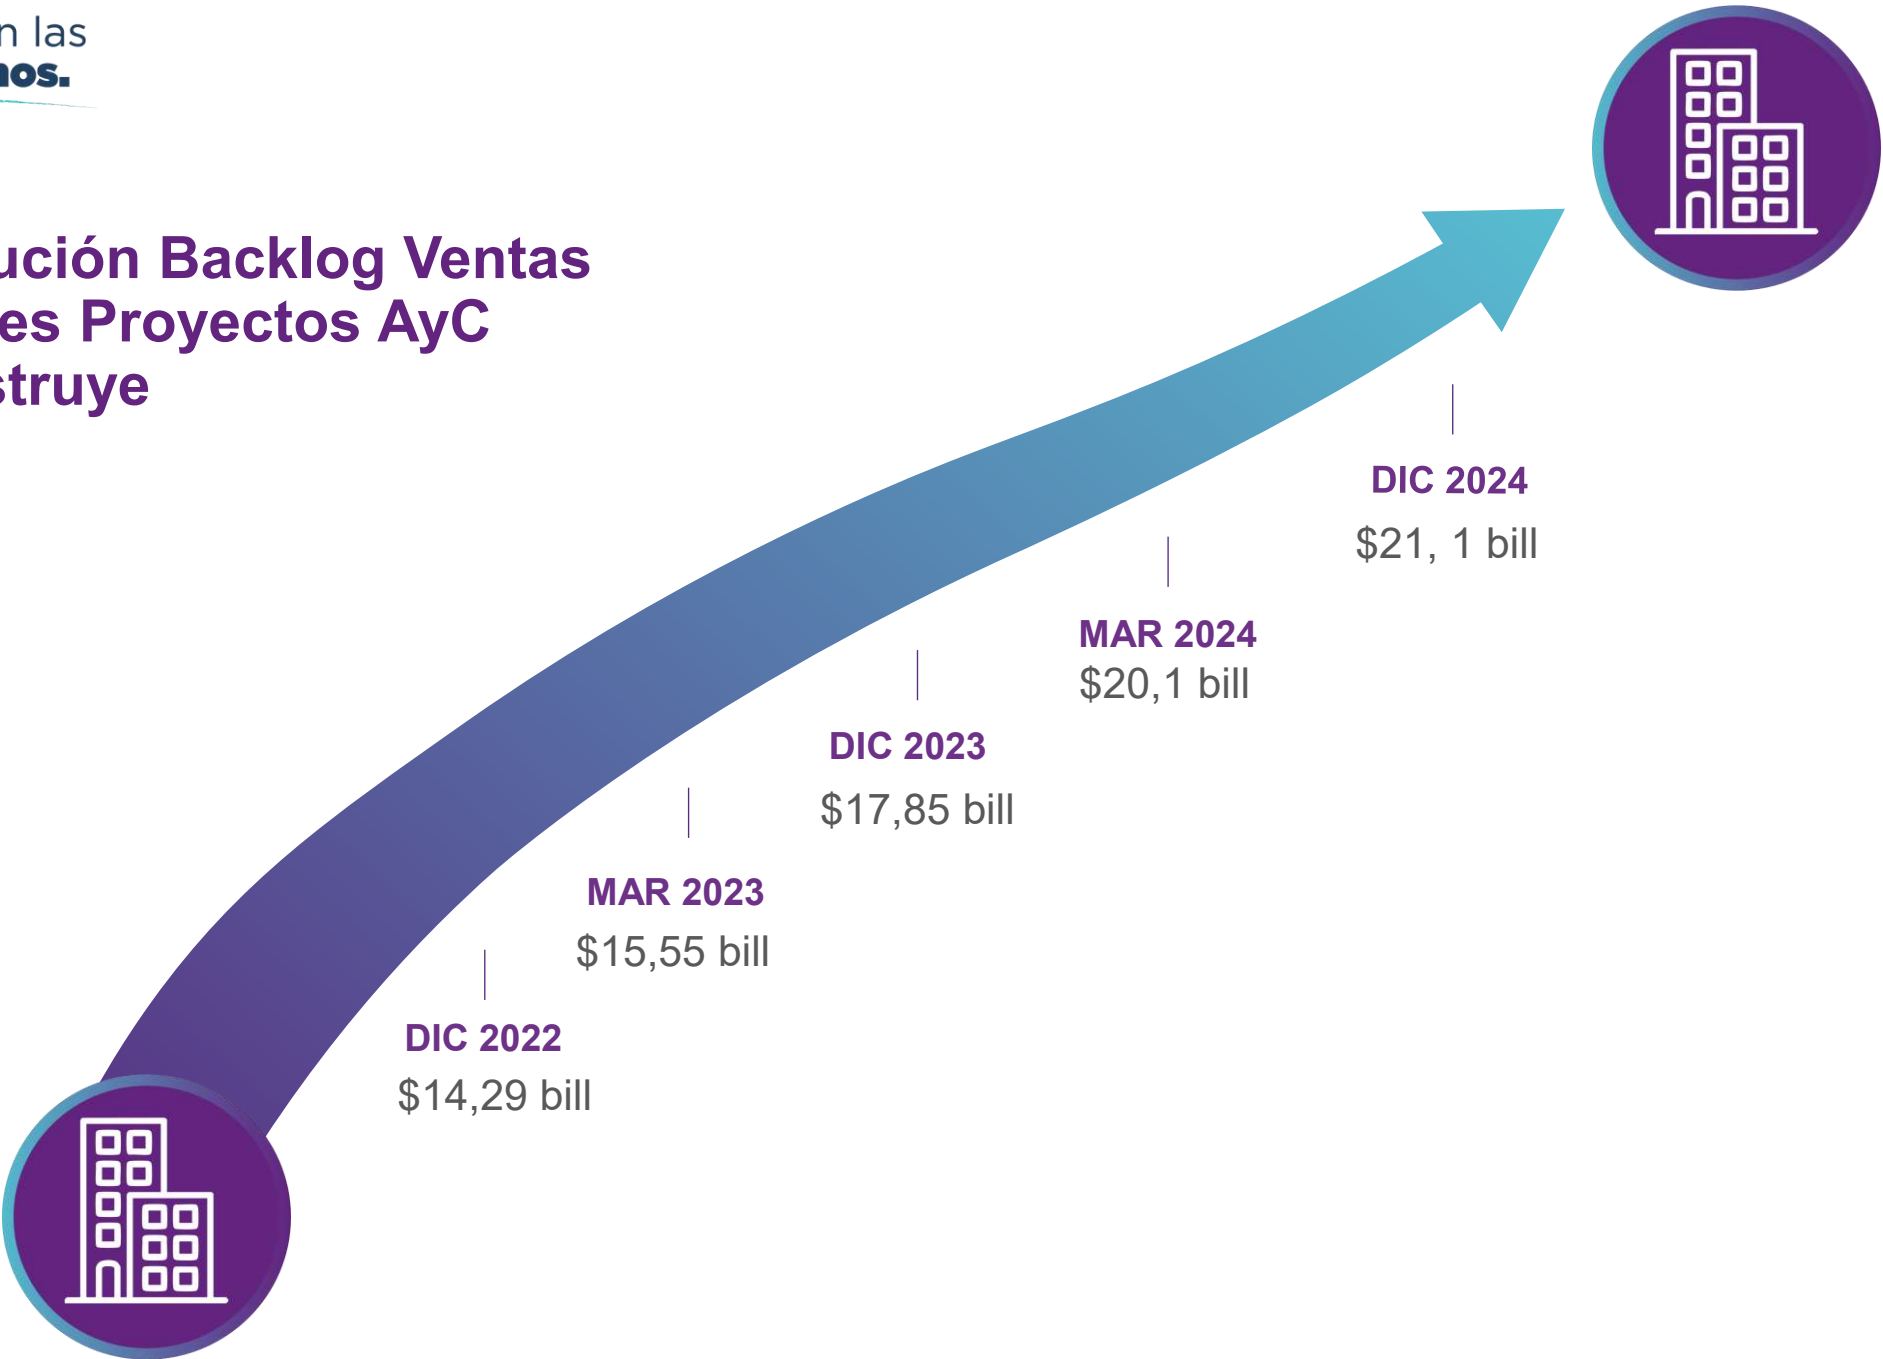 n las
nos.
ución Backlog Ventas
es Proyectos AyC
struye
DIC 2024
$21, 1 bill
MAR 2024
$20,1 bill
DIC 2023
$17,85 bill
MAR 2023
$15,55 bill
DIC 2022
$14,29 bill